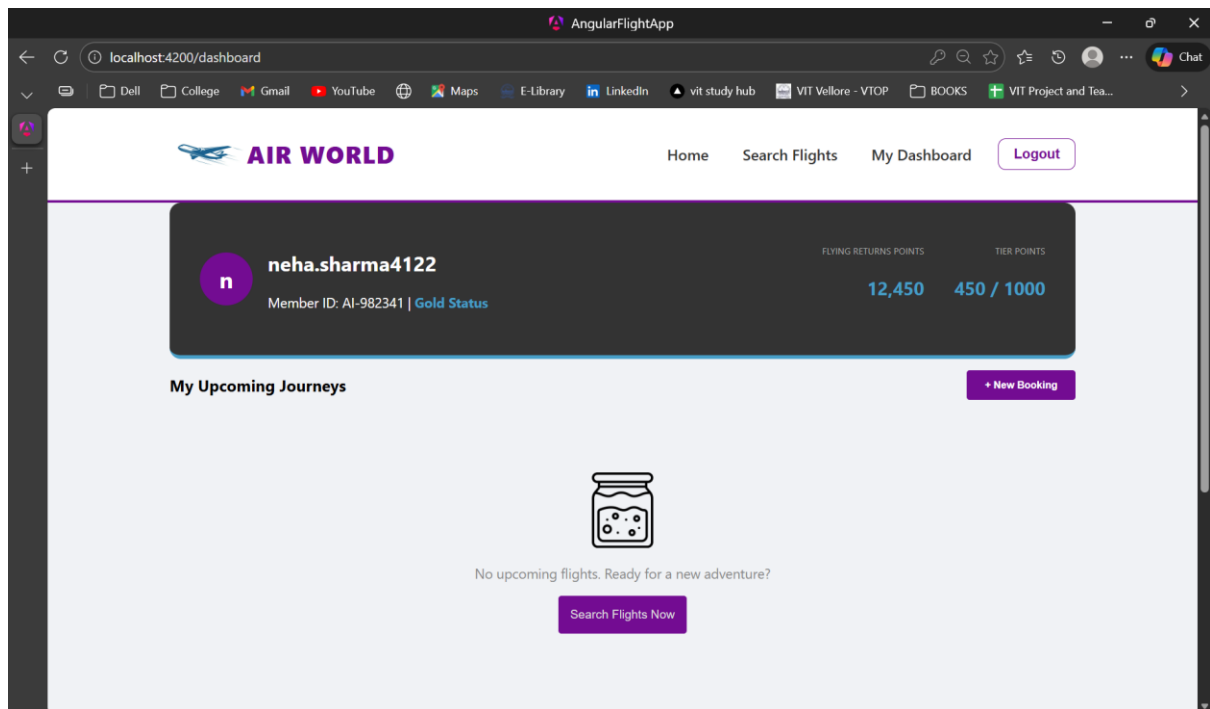 AngularFlightApp
localhost:4200/dashboard
Chat
Dell College Gmail YouTube Maps E-Library LinkedIn vit study hub VIT Vellore - VTOP BOOKS VIT Project and Tea...
AIR WORLD Home Search Flights My Dashboard Logout
FLYING RETURNS POINTS TIER POINTS
n neha.sharma4122
12,450 450 / 1000
Member ID: AI-982341 | Gold Status
My Upcoming Journeys + New Booking
No upcoming flights. Ready for a new adventure?
Search Flights Now